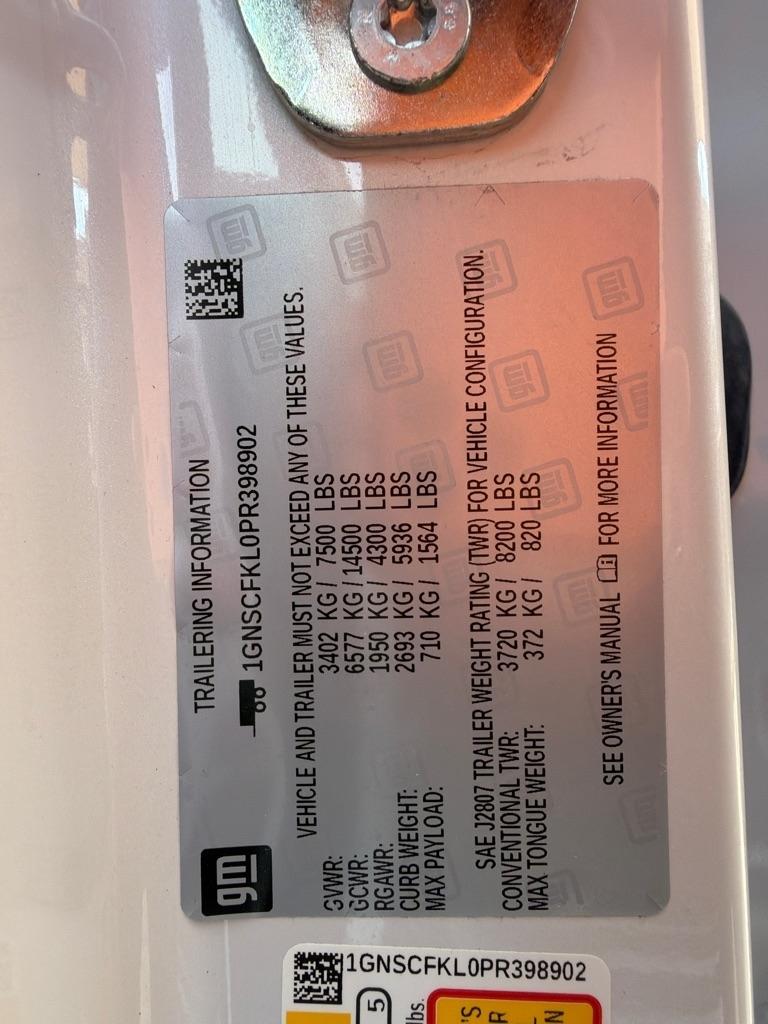 gm
TRAILERING INFORMATION
1GNSCFKL0PR398902
VEHICLE AND TRAILER MUST NOT EXCEED ANY OF THESE VALUES.
GVWR: 3402 KG / 7500 LBS
GCWR: 6577 KG / 14500 LBS
RGAWR: 1950 KG / 4300 LBS
CURB WEIGHT: 2693 KG / 5936 LBS
MAX PAYLOAD: 710 KG / 1564 LBS
SAE J2807 TRAILER WEIGHT RATING (TWR) FOR VEHICLE CONFIGURATION.
CONVENTIONAL TWR: 3720 KG / 8200 LBS
MAX TONGUE WEIGHT: 372 KG / 820 LBS
SEE OWNER'S MANUAL FOR MORE INFORMATION
1GNSCFKL0PR398902
5
lbs.